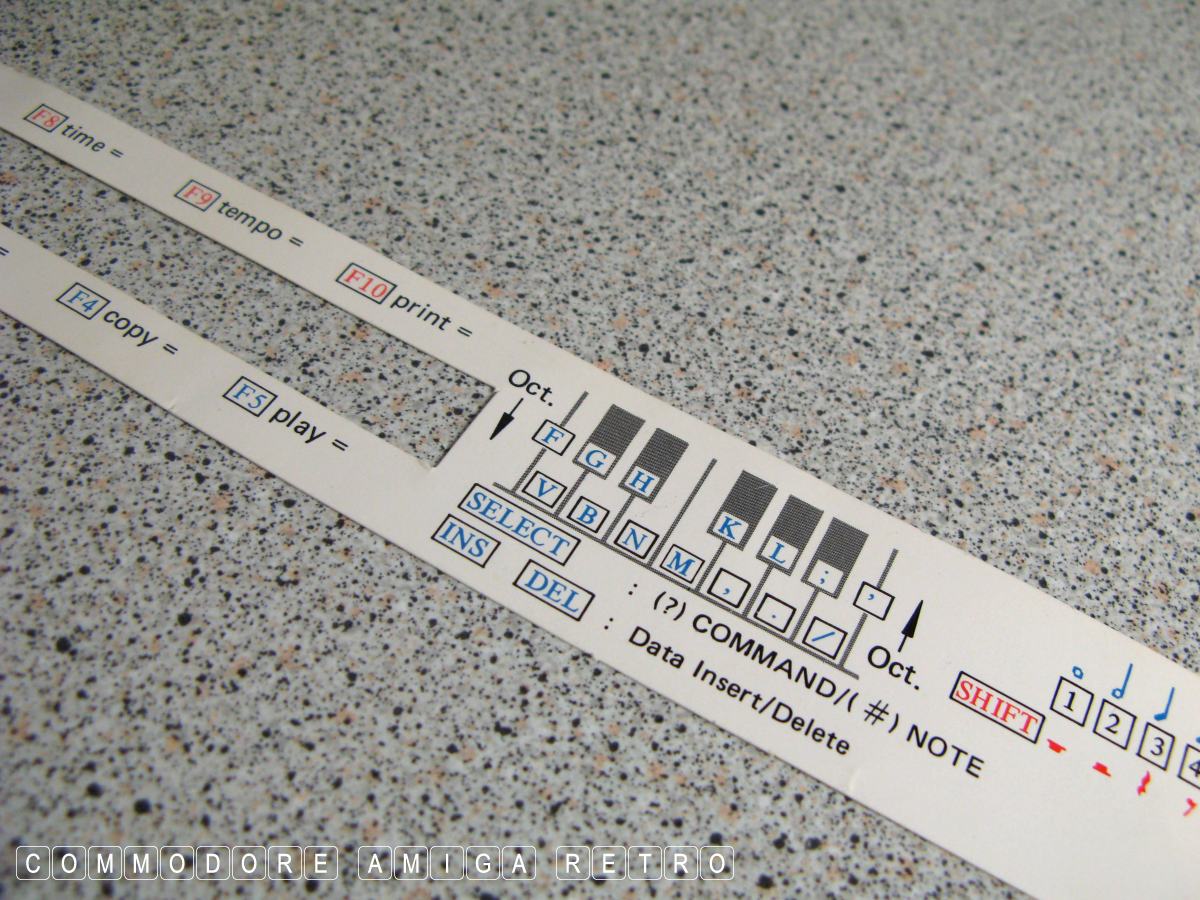 F8 time =
F9 tempo =
F10 print =
=
F4 copy =
F5 play =
Oct.
F G H K L ; ’
V B N M , . /
Oct.
SELECT : (?) COMMAND/(#) NOTE
INS DEL : Data Insert/Delete
SHIFT
1 2 3 4
COMMODORE AMIGA RETRO